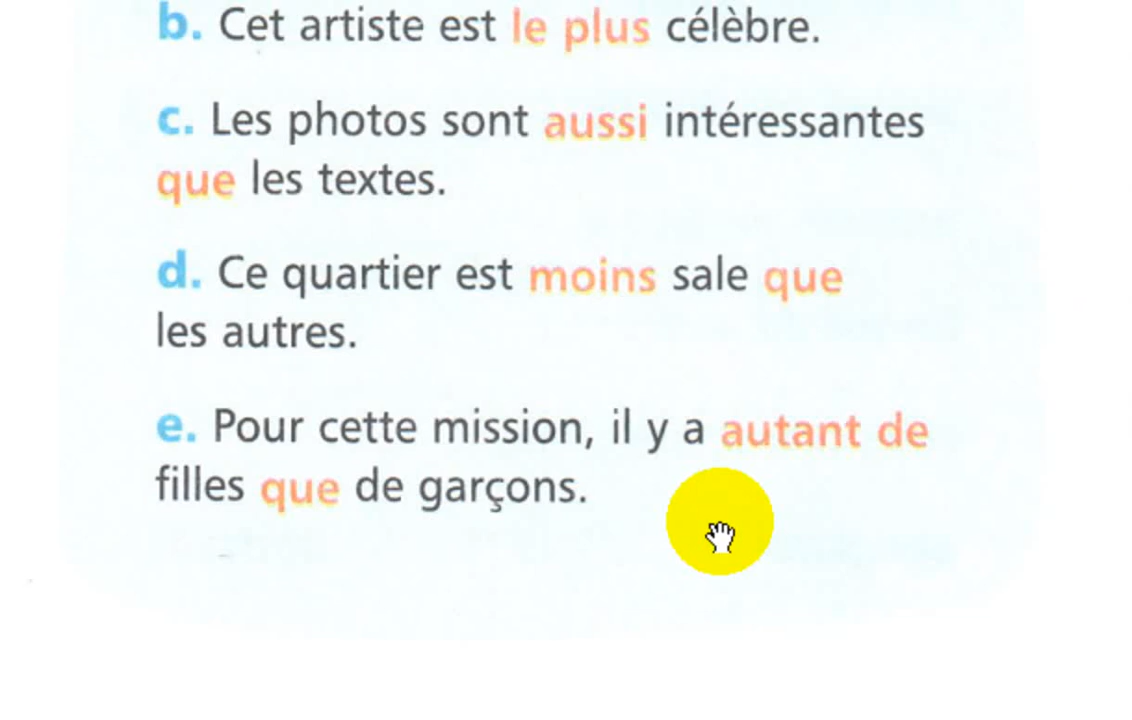 b. Cet artiste est le plus célèbre.
c. Les photos sont aussi intéressantes
que les textes.
d. Ce quartier est moins sale que
les autres.
e. Pour cette mission, il y a autant de
filles que de garçons.